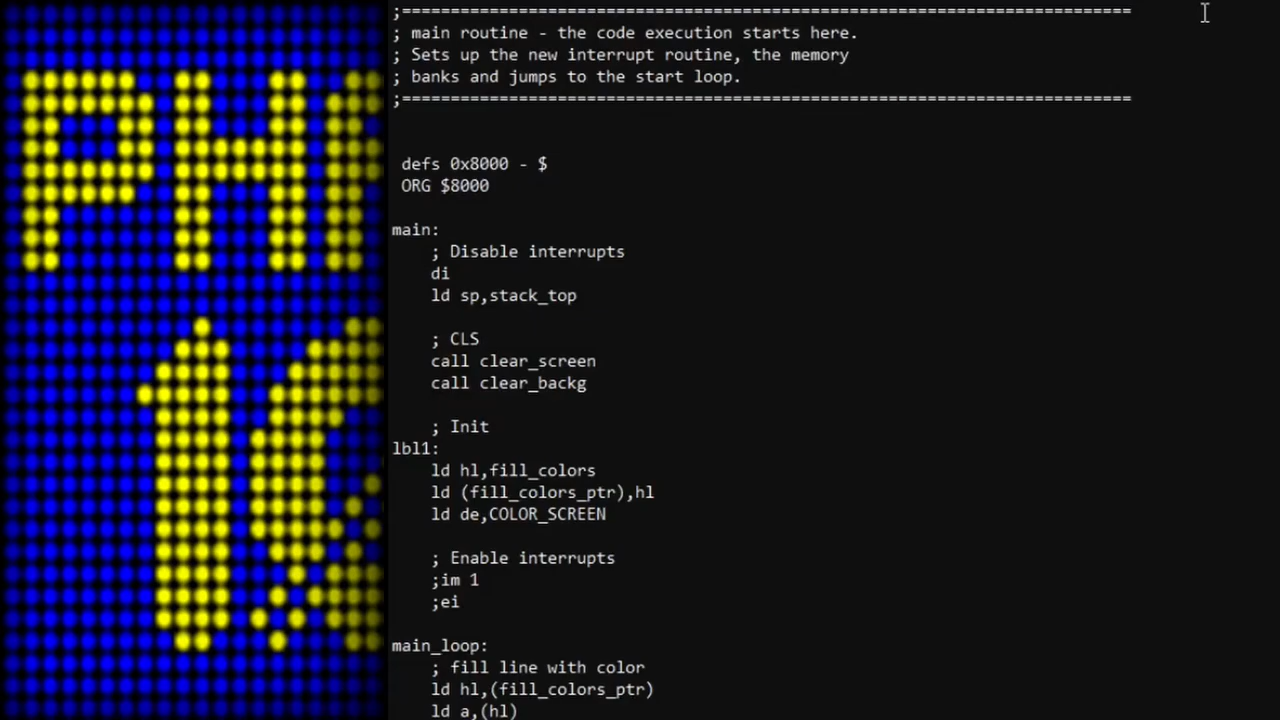 PH
;============================================================================
; main routine - the code execution starts here.
; Sets up the new interrupt routine, the memory
; banks and jumps to the start loop.
;============================================================================
defs 0x8000 - $
ORG $8000
main:
; Disable interrupts
di
ld sp,stack_top
; CLS
call clear_screen
call clear_backg
; Init
lbl1:
ld hl,fill_colors
ld (fill_colors_ptr),hl
ld de,COLOR_SCREEN
; Enable interrupts
;im 1
;ei
main_loop:
; fill line with color
ld hl,(fill_colors_ptr)
ld a,(hl)